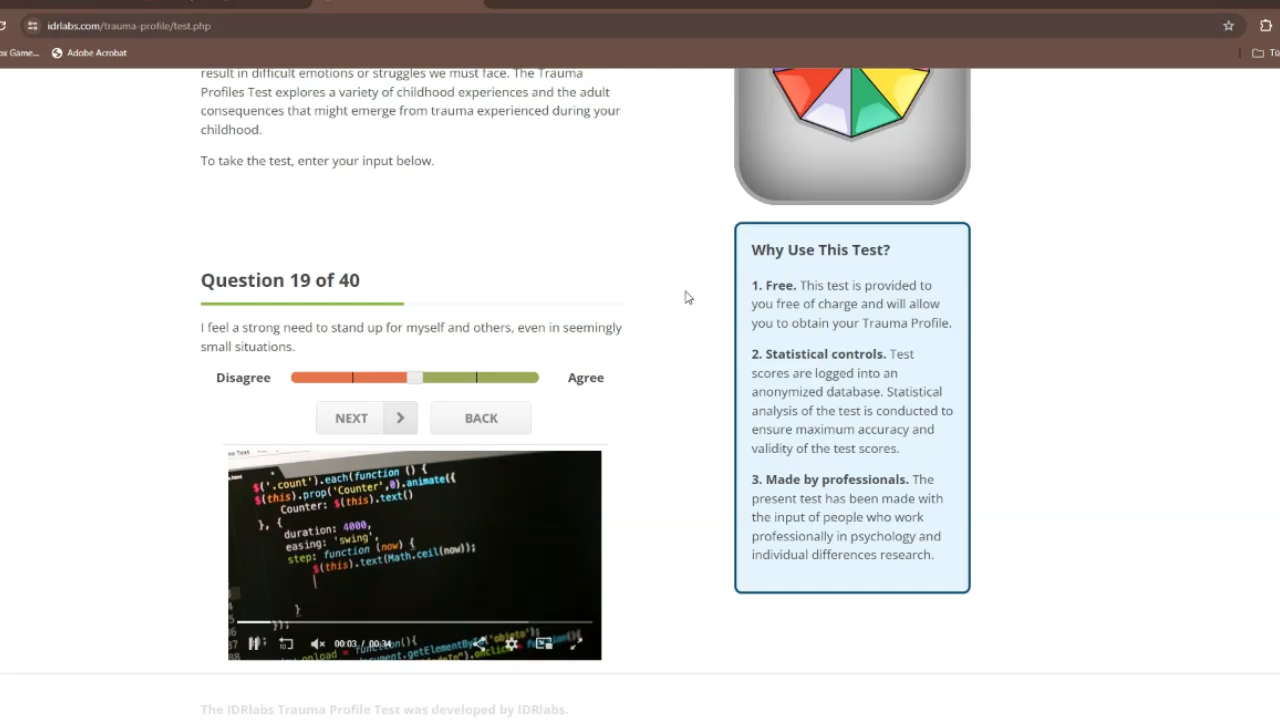 idrlabs.com/trauma-profile/test.php
ox Game...
Adobe Acrobat
result in difficult emotions or struggles we must face. The Trauma
Profiles Test explores a variety of childhood experiences and the adult
consequences that might emerge from trauma experienced during your
childhood.
To take the test, enter your input below.
Question 19 of 40
I feel a strong need to stand up for myself and others, even in seemingly
small situations.
Disagree
Agree
NEXT
BACK
$('.count').each(function () {
$(this).prop('Counter',0).animate({
Counter: $(this).text()
}, {
duration: 4000,
easing: 'swing',
step: function (now) {
$(this).text(Math.ceil(now));
}
});
00:03 / 00:34
Why Use This Test?
1. Free. This test is provided to
you free of charge and will allow
you to obtain your Trauma Profile.
2. Statistical controls. Test
scores are logged into an
anonymized database. Statistical
analysis of the test is conducted to
ensure maximum accuracy and
validity of the test scores.
3. Made by professionals. The
present test has been made with
the input of people who work
professionally in psychology and
individual differences research.
The IDRlabs Trauma Profile Test was developed by IDRlabs.